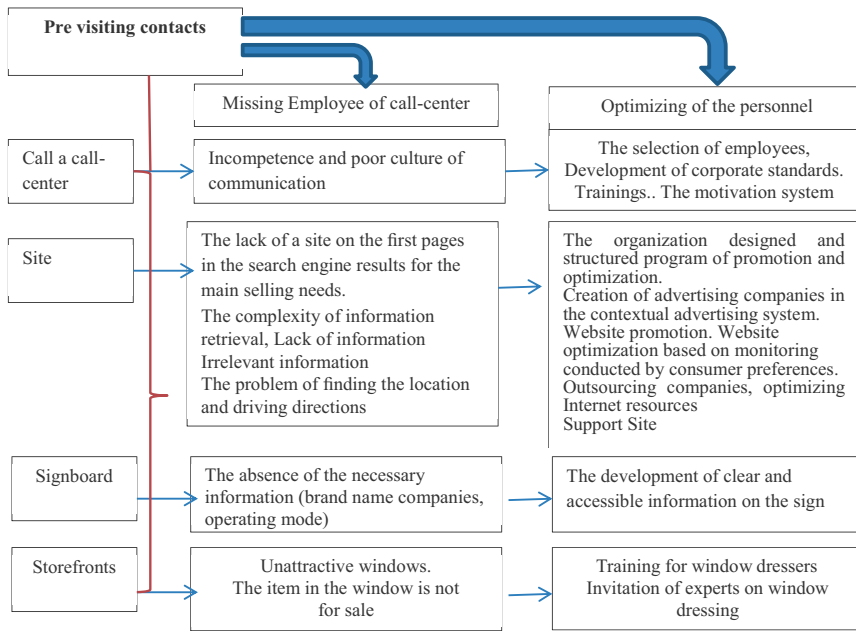 Pre visiting contacts
Missing Employee of call-center
Optimizing of the personnel
Call a call-
center
Incompetence and poor culture of
communication
The selection of employees,
Development of corporate standards.
Trainings.. The motivation system
Site
The lack of a site on the first pages
in the search engine results for the
main selling needs.
The complexity of information
retrieval, Lack of information
Irrelevant information
The problem of finding the location
and driving directions
The organization designed and
structured program of promotion and
optimization.
Creation of advertising companies in
the contextual advertising system.
Website promotion. Website
optimization based on monitoring
conducted by consumer preferences.
Outsourcing companies, optimizing
Internet resources
Support Site
Signboard
The absence of the necessary
information (brand name companies,
operating mode)
The development of clear and
accessible information on the sign
Storefronts
Unattractive windows.
The item in the window is not
for sale
Training for window dressers
Invitation of experts on window
dressing